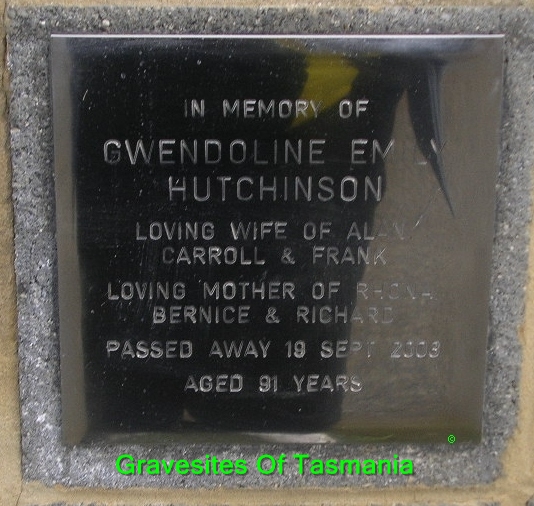 IN MEMORY OF
GWENDOLINE EMILY
HUTCHINSON
LOVING WIFE OF ALAN
CARROLL & FRANK
LOVING MOTHER OF RHONA
BERNICE & RICHARD
PASSED AWAY 19 SEPT
AGED 91 YEARS
©
Gravesites Of Tasmania